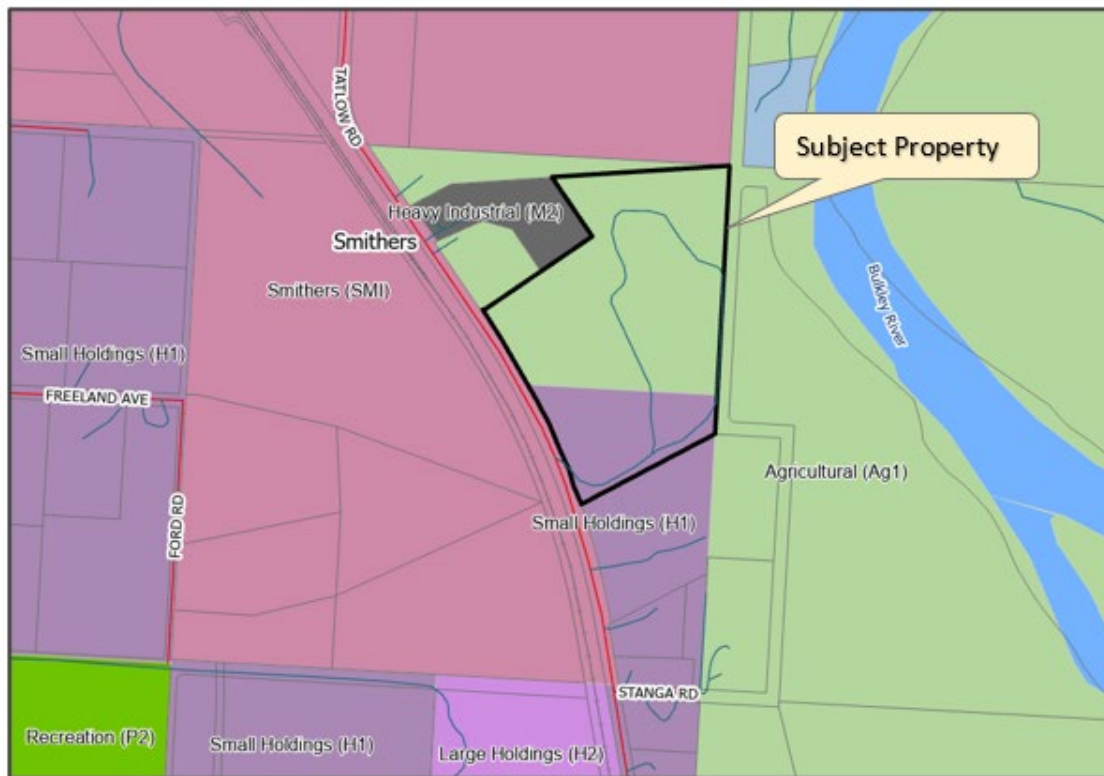 TATLOW RD
Subject Property
Heavy Industrial (M2)
Smithers
Smithers (SMI)
Bulkley River
Small Holdings (H1)
FREELAND AVE
Agricultural (Ag1)
FORD RD
Small Holdings (H1)
STANGA RD
Recreation (P2)
Small Holdings (H1)
Large Holdings (H2)